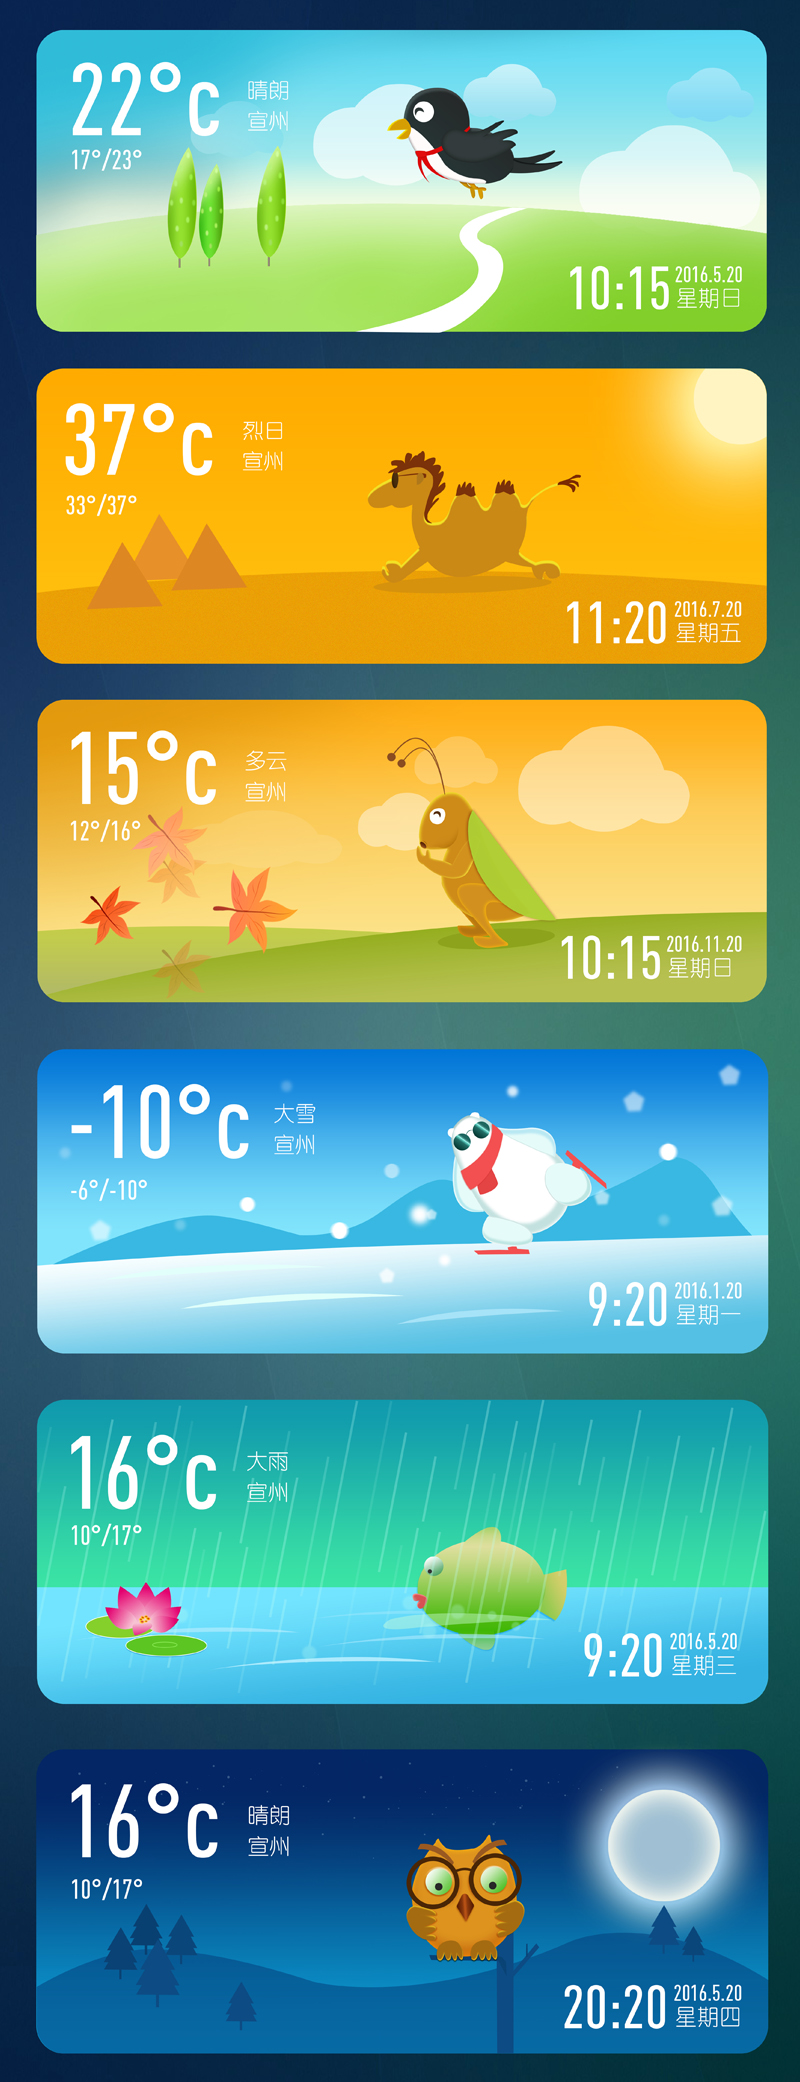 22°c 晴朗
宣州
17°/23°
10:15 2016.5.20
星期日
37°c 烈日
宣州
33°/37°
11:20 2016.7.20
星期五
15°c 多云
宣州
12°/16°
10:15 2016.11.20
星期日
-10°c 大雪
宣州
-6°/-10°
9:20 2016.1.20
星期一
16°c 大雨
宣州
10°/17°
9:20 2016.5.20
星期三
16°c 晴朗
宣州
10°/17°
20:20 2016.5.20
星期四